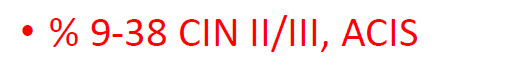 • % 9-38 CIN II/III, ACIS